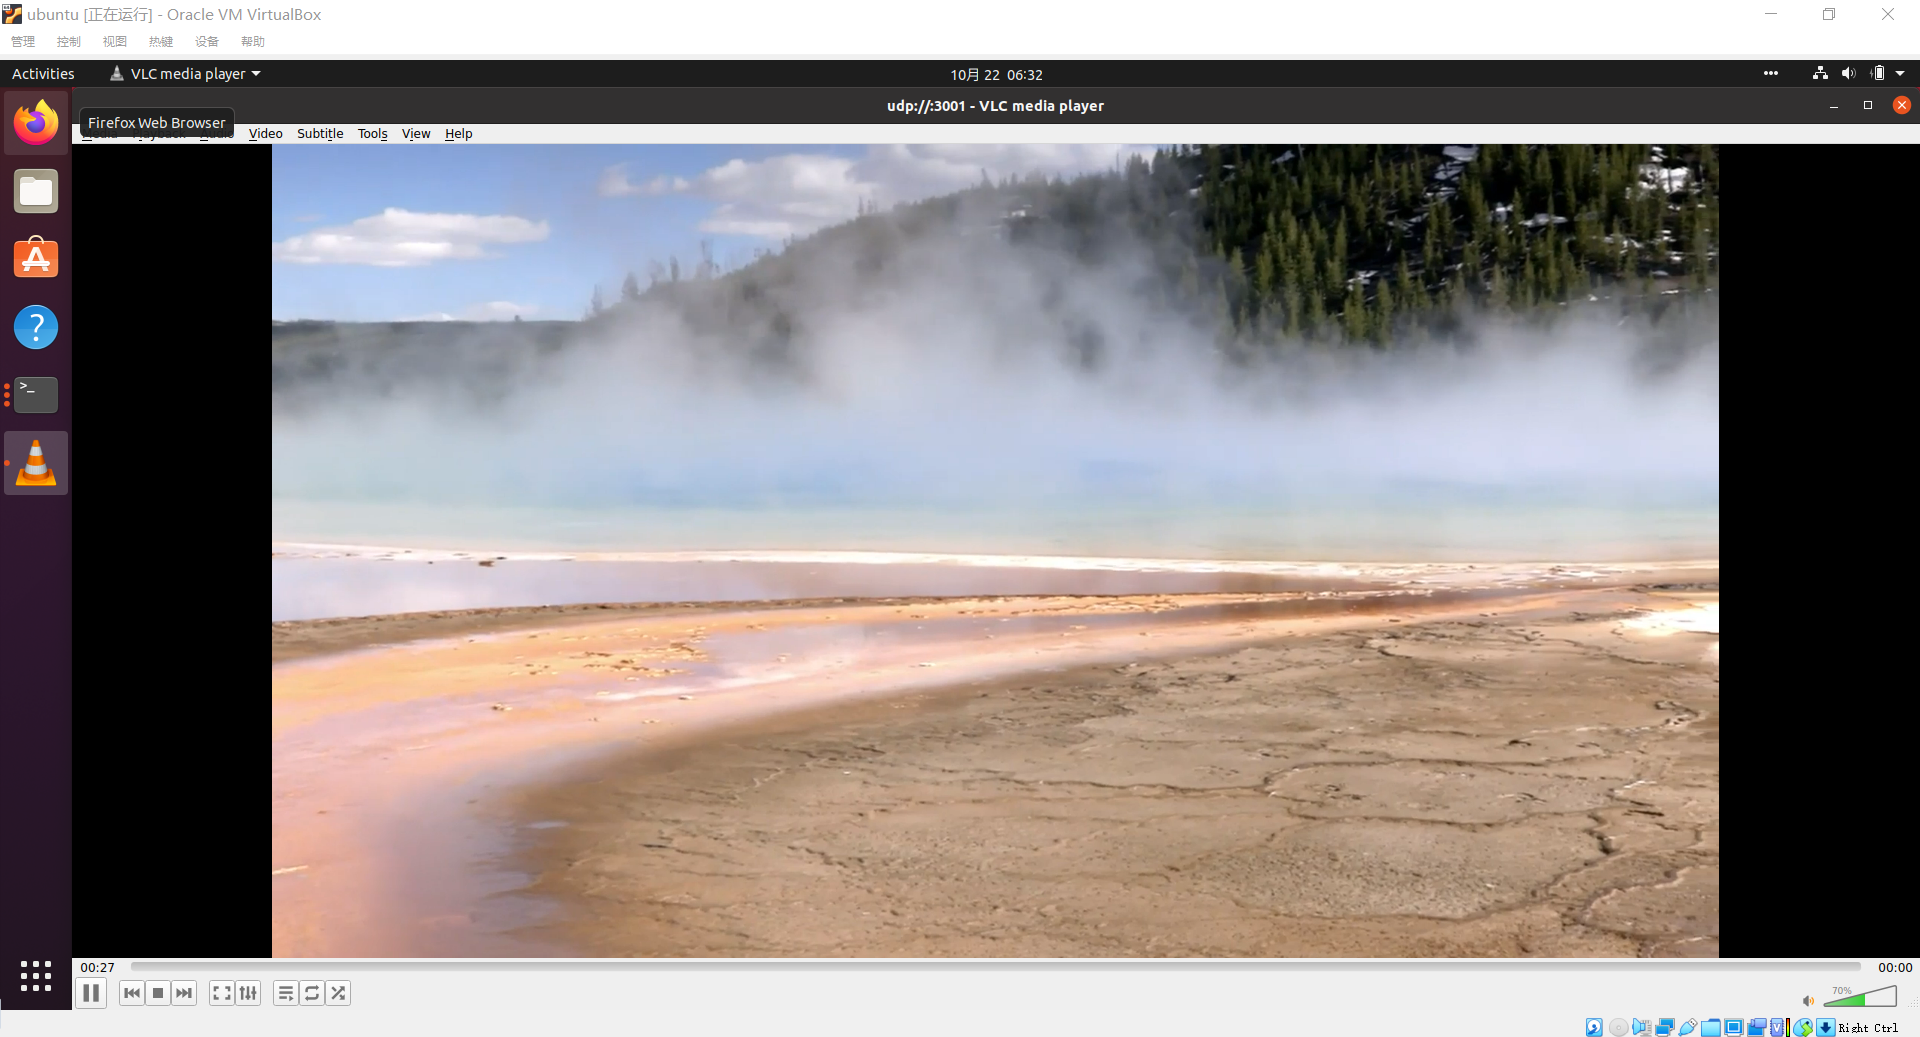 ubuntu [正在运行] - Oracle VM VirtualBox
管理 控制 视图 热键 设备 帮助
Activities VLC media player 10月 22 06:32
udp://:3001 - VLC media player
Firefox Web Browser
Video Subtitle Tools View Help
00:27 00:00
70%
Right Ctrl